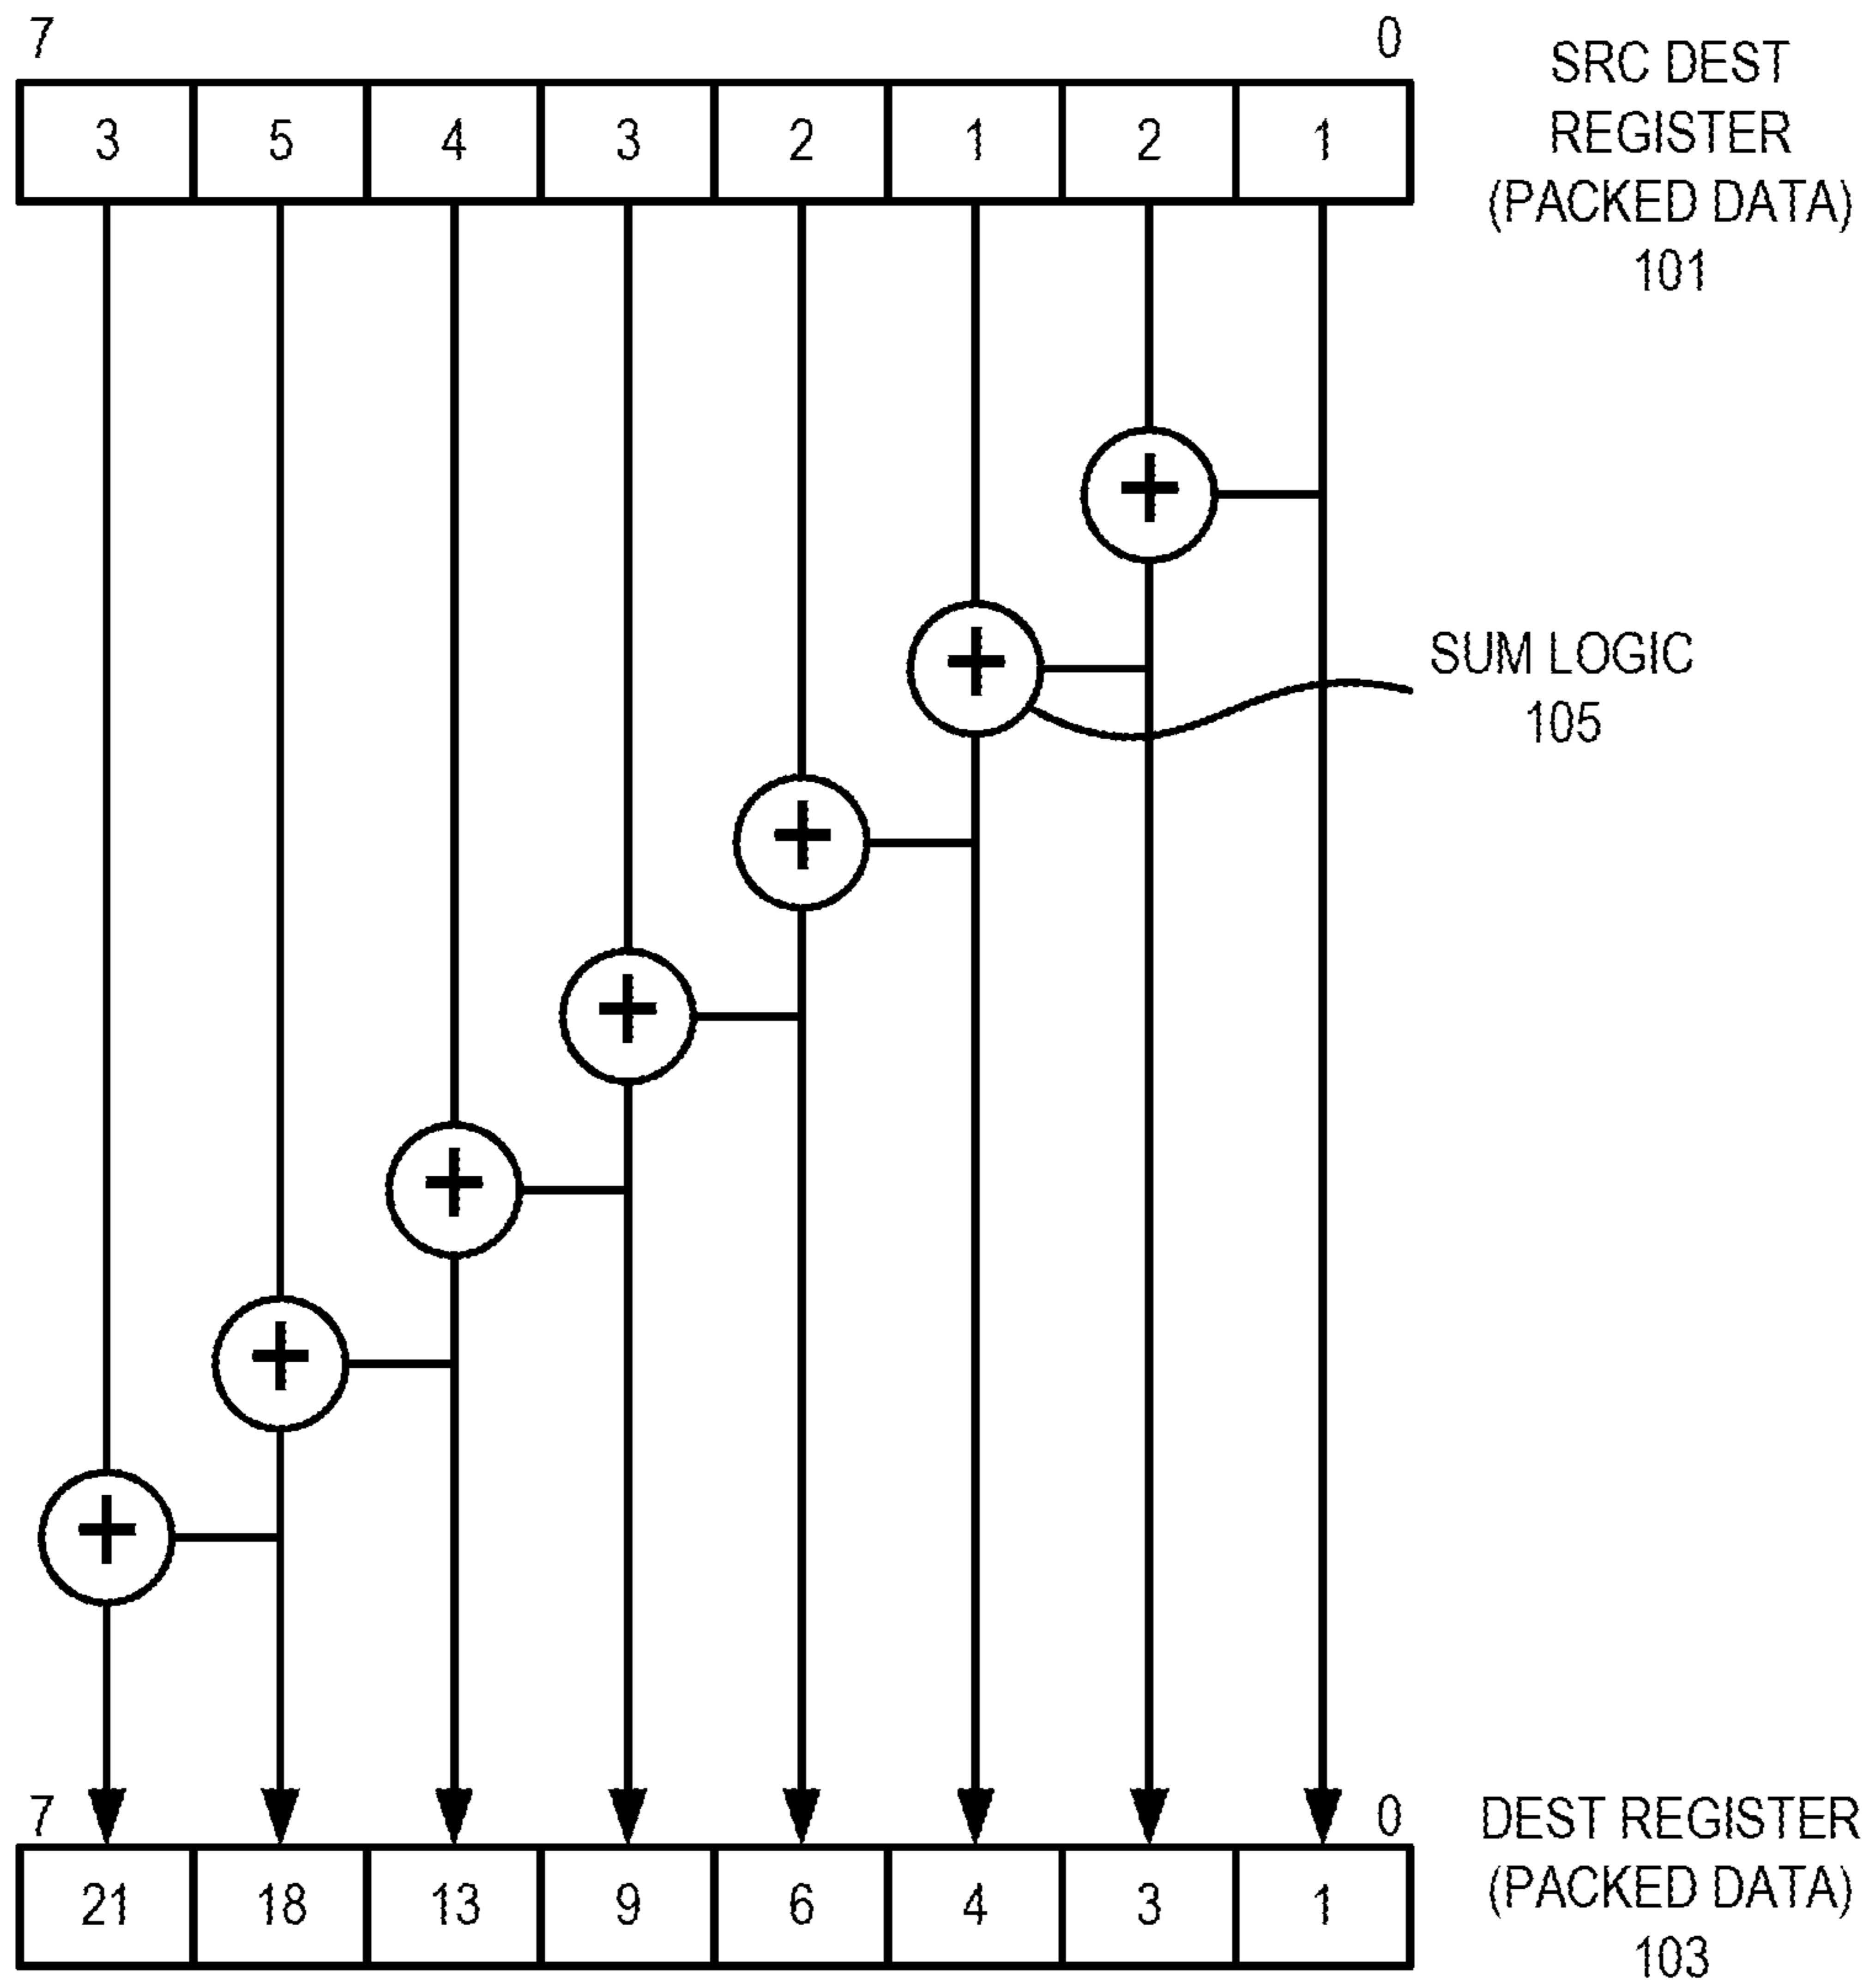 7 0
SRC DEST
REGISTER
(PACKED DATA)
101
3 5 4 3 2 1 2 1
+
+
SUM LOGIC
105
+
+
+
+
+
7 0
DEST REGISTER
(PACKED DATA)
103
21 18 13 9 6 4 3 1